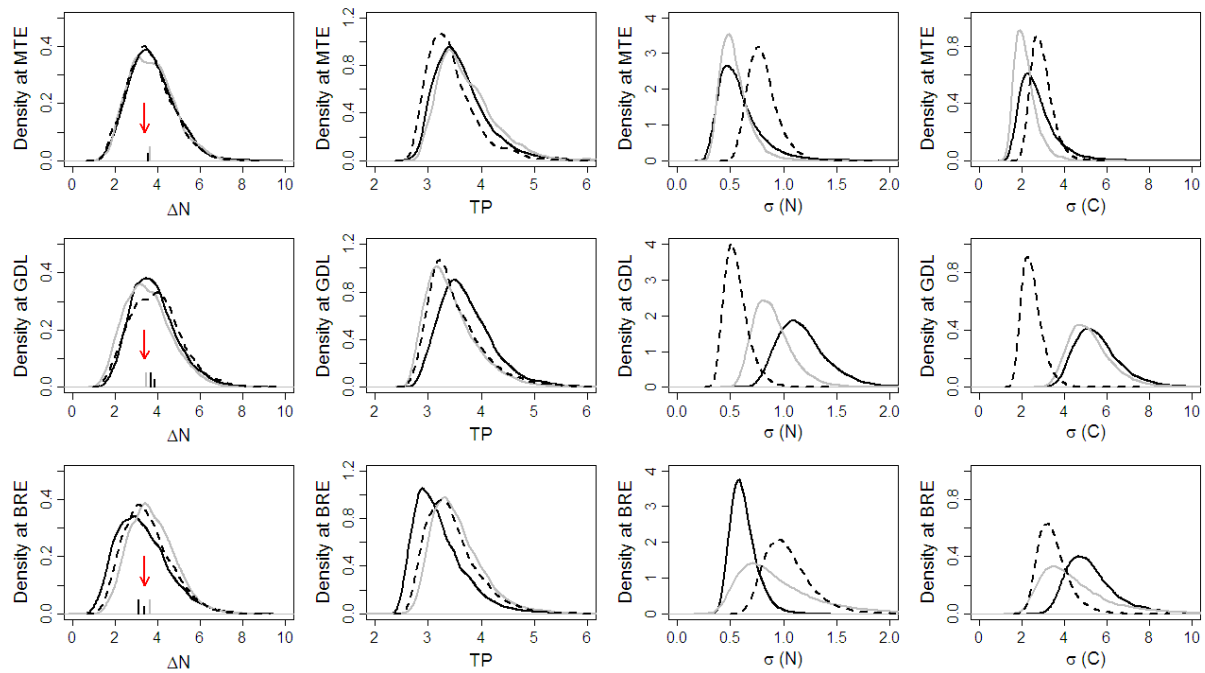 Density at MTE
0.0 0.2 0.4
0 2 4 6 8 10
ΔN
Density at MTE
0.0 0.4 0.8 1.2
2 3 4 5 6
TP
Density at MTE
0 1 2 3 4
0.0 0.5 1.0 1.5 2.0
σ (N)
Density at MTE
0.0 0.4 0.8
0 2 4 6 8 10
σ (C)
Density at GDL
0.0 0.2 0.4
0 2 4 6 8 10
ΔN
Density at GDL
0.0 0.4 0.8 1.2
2 3 4 5 6
TP
Density at GDL
0 1 2 3 4
0.0 0.5 1.0 1.5 2.0
σ (N)
Density at GDL
0.0 0.4 0.8
0 2 4 6 8 10
σ (C)
Density at BRE
0.0 0.2 0.4
0 2 4 6 8 10
ΔN
Density at BRE
0.0 0.4 0.8 1.2
2 3 4 5 6
TP
Density at BRE
0 1 2 3 4
0.0 0.5 1.0 1.5 2.0
σ (N)
Density at BRE
0.0 0.4 0.8
0 2 4 6 8 10
σ (C)